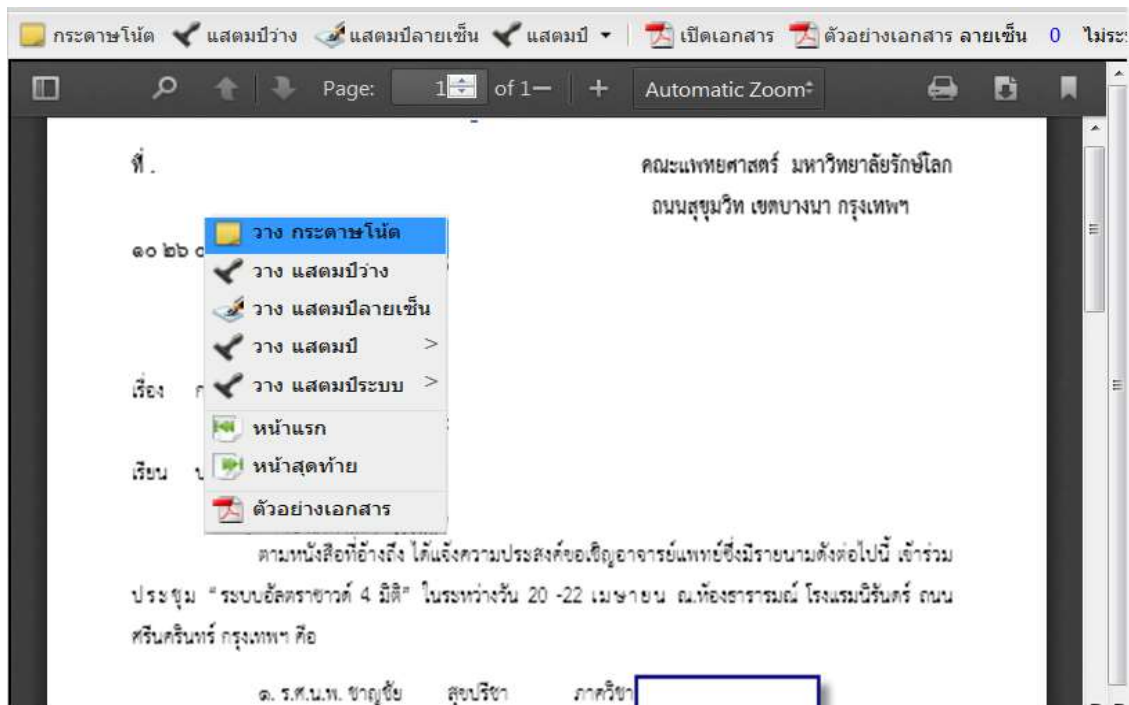 กระดาษโน้ต แสตมป์ว่าง แสตมป์ลายเซ็น แสตมป์ เปิดเอกสาร ตัวอย่างเอกสาร ลายเซ็น 0 ไม่ระ
Page: 1 of 1 Automatic Zoom
ที่ . คณะแพทยศาสตร์ มหาวิทยาลัยรักษ์โลก
ถนนสุขุมวิท เขตบางนา กรุงเทพฯ
วาง กระดาษโน้ต
๑๐ ๒๖
วาง แสตมป์ว่าง
วาง แสตมป์ลายเซ็น
วาง แสตมป์ >
วาง แสตมป์ระบบ >
เรื่อง ก
หน้าแรก
หน้าสุดท้าย
เรียน
ตัวอย่างเอกสาร
ตามหนังสือที่อ้างถึง ได้แจ้งความประสงค์ขอเชิญอาจารย์แพทย์ซึ่งมีรายนามดังต่อไปนี้ เข้าร่วม
ประชุม "ระบบอัลตราซาวด์ 4 มิติ" ในระหว่างวัน 20 -22 เมษายน ณ.ห้องธารารมณ์ โรงแรมนิรันดร์ ถนน
ศรีนครินทร์ กรุงเทพฯ คือ
๑. ร.ศ.น.พ. ชาญชัย สุขปรีชา ภาควิชา